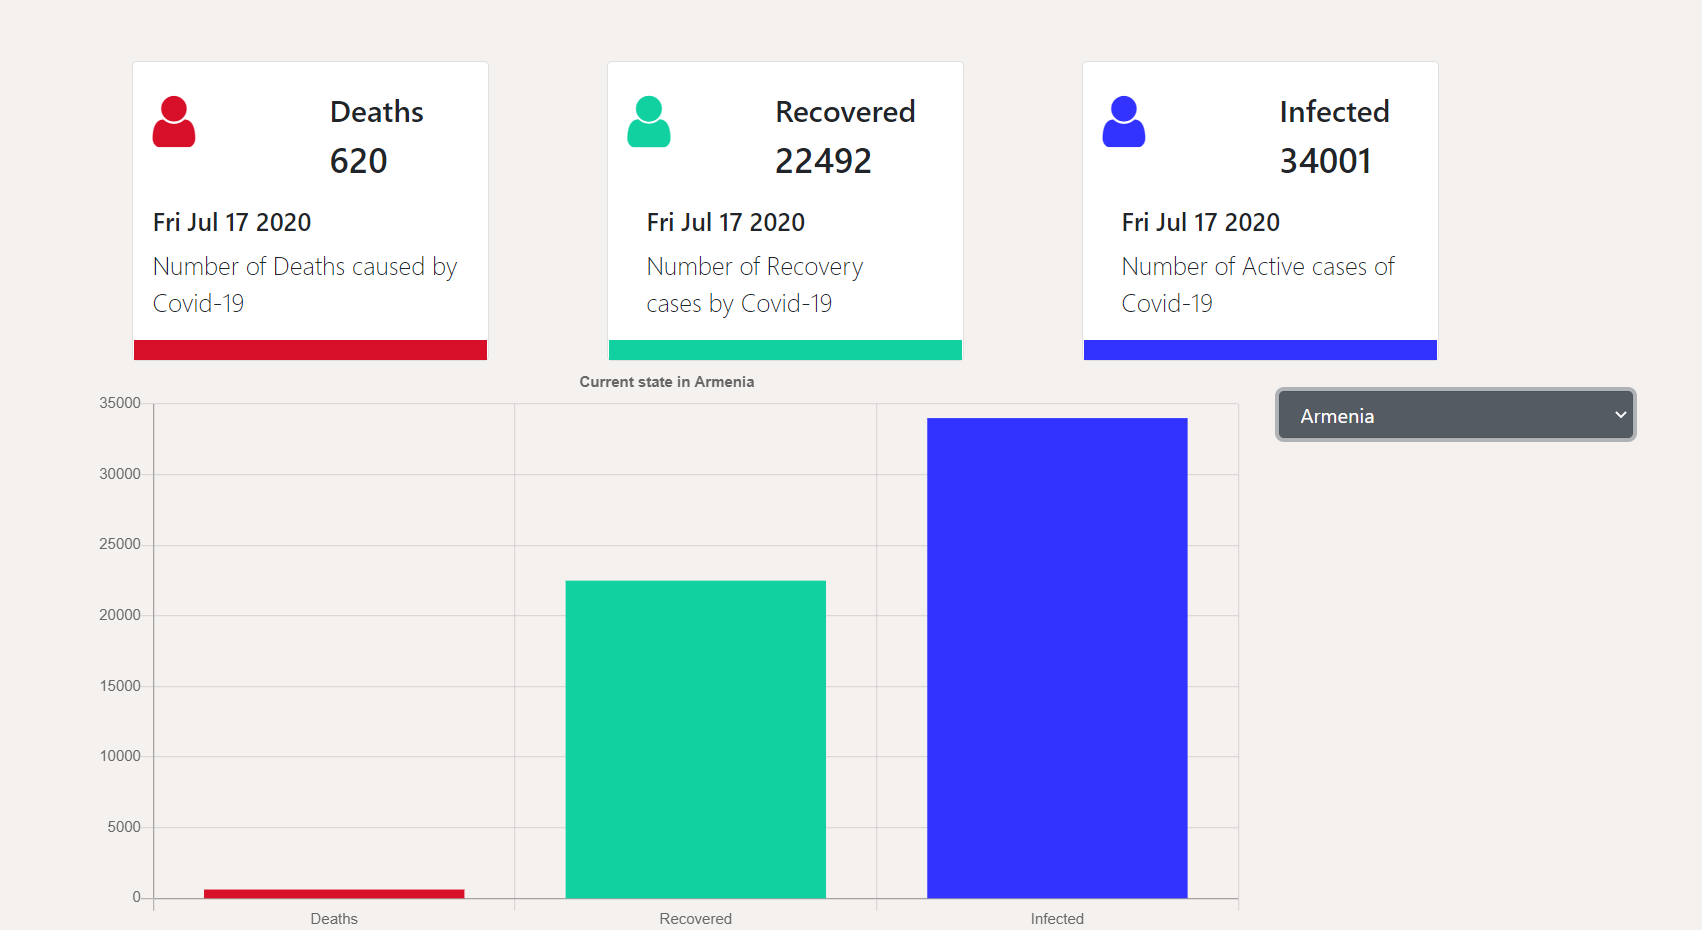 Deaths
620
Fri Jul 17 2020
Number of Deaths caused by
Covid-19
Recovered
22492
Fri Jul 17 2020
Number of Recovery
cases by Covid-19
Infected
34001
Fri Jul 17 2020
Number of Active cases of
Covid-19
Current state in Armenia
Armenia
35000
30000
25000
20000
15000
10000
5000
0
Deaths
Recovered
Infected